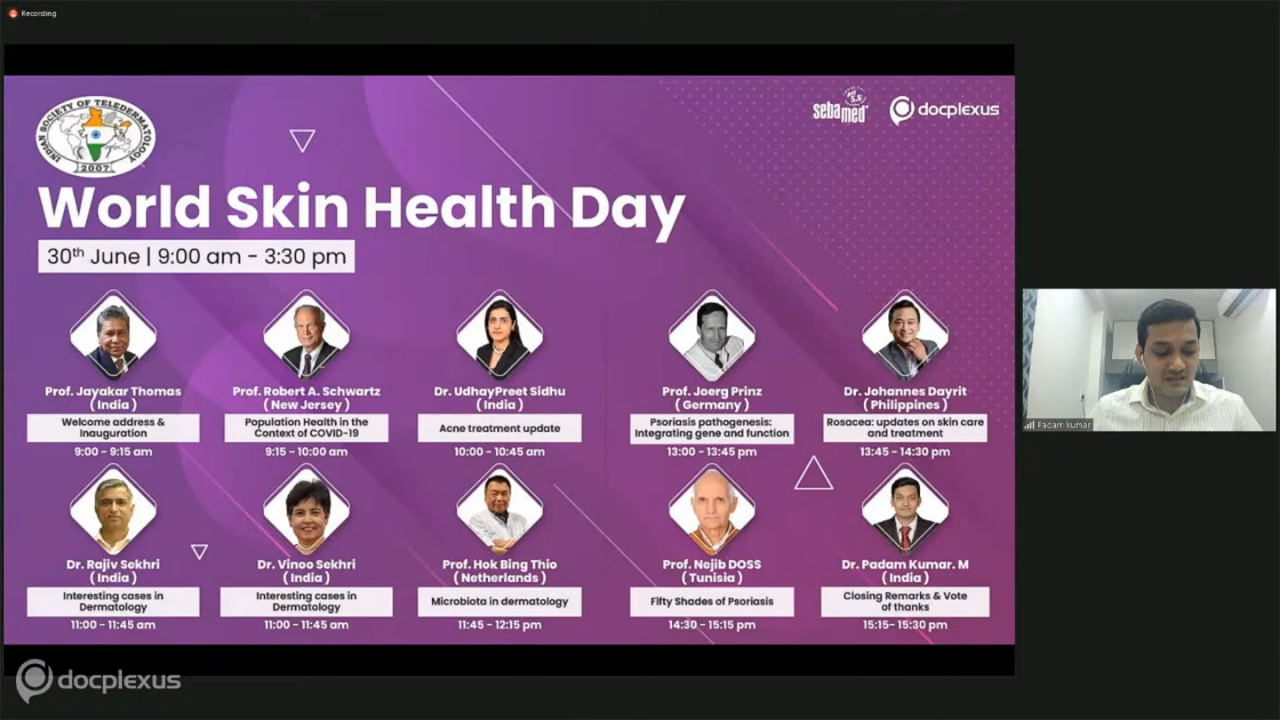 Recording
INDIAN SOCIETY OF TELEDERMATOLOGY
2007
sebamed
pH 5.5
docplexus
World Skin Health Day
30th June | 9:00 am - 3:30 pm
Prof. Jayakar Thomas
( India )
Welcome address &
Inauguration
9:00 - 9:15 am
Prof. Robert A. Schwartz
( New Jersey )
Population Health in the
Context of COVID-19
9:15 - 10:00 am
Dr. UdhayPreet Sidhu
( India )
Acne treatment update
10:00 - 10:45 am
Prof. Joerg Prinz
( Germany )
Psoriasis pathogenesis:
Integrating gene and function
13:00 - 13:45 pm
Dr. Johannes Dayrit
( Philippines )
Rosacea: updates on skin care
and treatment
13:45 - 14:30 pm
Dr. Rajiv Sekhri
( India )
Interesting cases in
Dermatology
11:00 - 11:45 am
Dr. Vinoo Sekhri
( India )
Interesting cases in
Dermatology
11:00 - 11:45 am
Prof. Hok Bing Thio
( Netherlands )
Microbiota in dermatology
11:45 - 12:15 pm
Prof. Nejib DOSS
( Tunisia )
Fifty Shades of Psoriasis
14:30 - 15:15 pm
Dr. Padam Kumar. M
( India )
Closing Remarks & Vote
of thanks
15:15- 15:30 pm
Padam kumar
docplexus